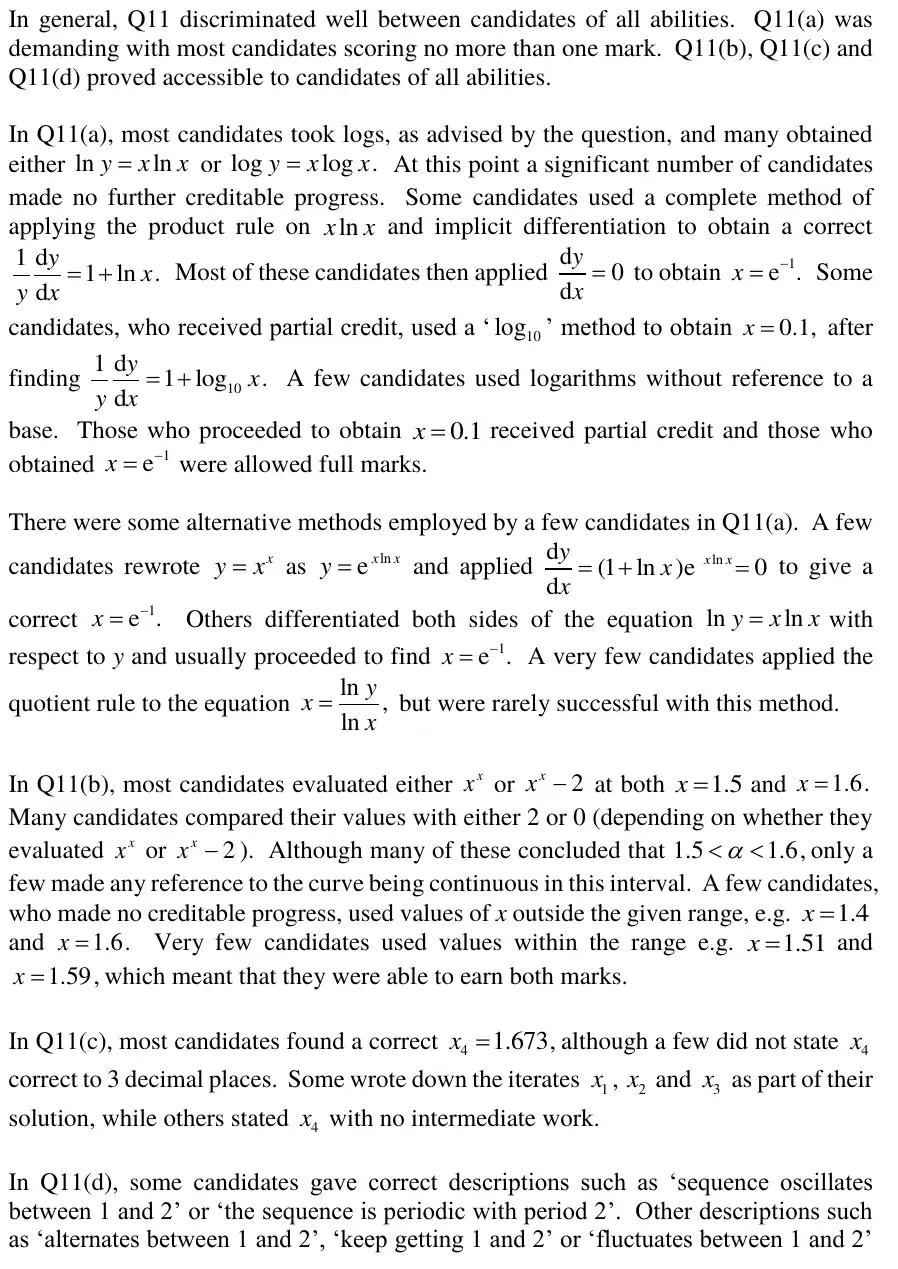 In general, Q11 discriminated well between candidates of all abilities. Q11(a) was
demanding with most candidates scoring no more than one mark. Q11(b), Q11(c) and
Q11(d) proved accessible to candidates of all abilities.
In Q11(a), most candidates took logs, as advised by the question, and many obtained
either ln y = x ln x or log y = x log x. At this point a significant number of candidates
made no further creditable progress. Some candidates used a complete method of
applying the product rule on x ln x and implicit differentiation to obtain a correct
1/y dy/dx = 1 + ln x. Most of these candidates then applied dy/dx = 0 to obtain x = e⁻¹. Some
candidates, who received partial credit, used a ‘ log₁₀ ’ method to obtain x = 0.1, after
finding 1/y dy/dx = 1 + log₁₀ x. A few candidates used logarithms without reference to a
base. Those who proceeded to obtain x = 0.1 received partial credit and those who
obtained x = e⁻¹ were allowed full marks.
There were some alternative methods employed by a few candidates in Q11(a). A few
candidates rewrote y = xˣ as y = e^(x ln x) and applied dy/dx = (1 + ln x)e^(x ln x) = 0 to give a
correct x = e⁻¹. Others differentiated both sides of the equation ln y = x ln x with
respect to y and usually proceeded to find x = e⁻¹. A very few candidates applied the
quotient rule to the equation x = ln y/ln x, but were rarely successful with this method.
In Q11(b), most candidates evaluated either xˣ or xˣ − 2 at both x = 1.5 and x = 1.6.
Many candidates compared their values with either 2 or 0 (depending on whether they
evaluated xˣ or xˣ − 2 ). Although many of these concluded that 1.5 < α < 1.6, only a
few made any reference to the curve being continuous in this interval. A few candidates,
who made no creditable progress, used values of x outside the given range, e.g. x = 1.4
and x = 1.6. Very few candidates used values within the range e.g. x = 1.51 and
x = 1.59, which meant that they were able to earn both marks.
In Q11(c), most candidates found a correct x₄ = 1.673, although a few did not state x₄
correct to 3 decimal places. Some wrote down the iterates x₁ , x₂ and x₃ as part of their
solution, while others stated x₄ with no intermediate work.
In Q11(d), some candidates gave correct descriptions such as ‘sequence oscillates
between 1 and 2’ or ‘the sequence is periodic with period 2’. Other descriptions such
as ‘alternates between 1 and 2’, ‘keep getting 1 and 2’ or ‘fluctuates between 1 and 2’